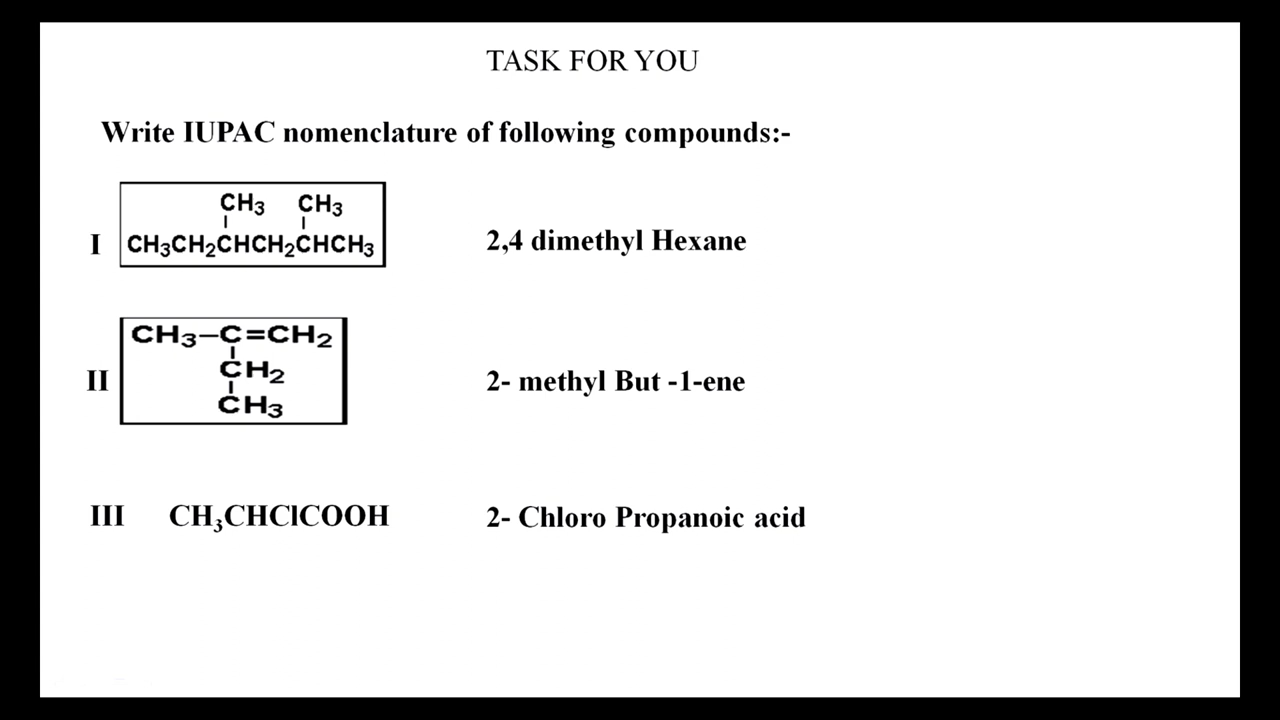 TASK FOR YOU
Write IUPAC nomenclature of following compounds:-
CH3 CH3
I CH3CH2CHCH2CHCH3 2,4 dimethyl Hexane
CH3–C=CH2
CH2
II 2- methyl But -1-ene
CH3
III CH3CHClCOOH 2- Chloro Propanoic acid